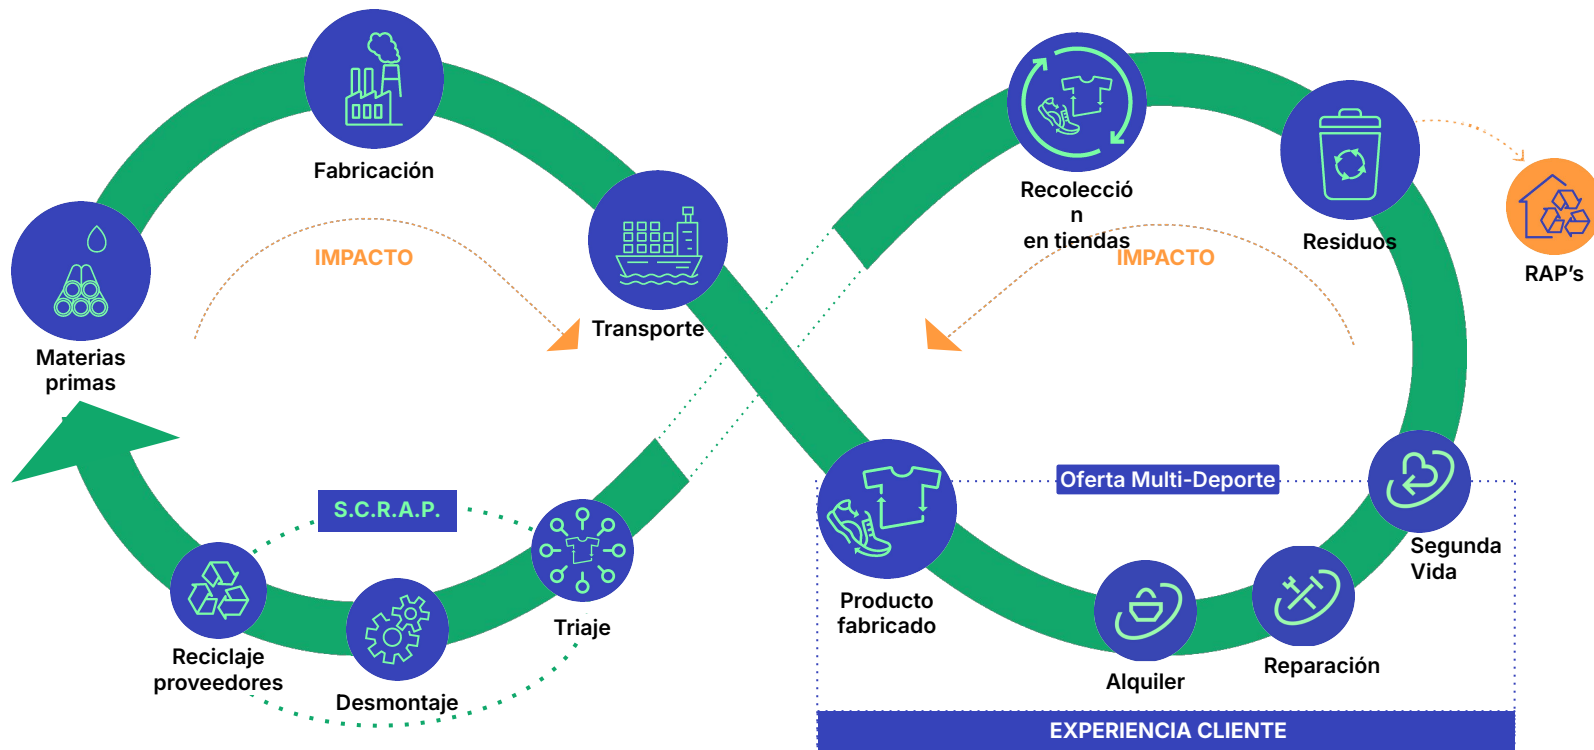 Fabricación
Recolecció
n
en tiendas
Residuos
IMPACTO
IMPACTO
RAP's
Transporte
Materias
primas
Oferta Multi-Deporte
S.C.R.A.P.
Segunda
Vida
Producto
fabricado
Triaje
Reciclaje
proveedores
Reparación
Alquiler
Desmontaje
EXPERIENCIA CLIENTE